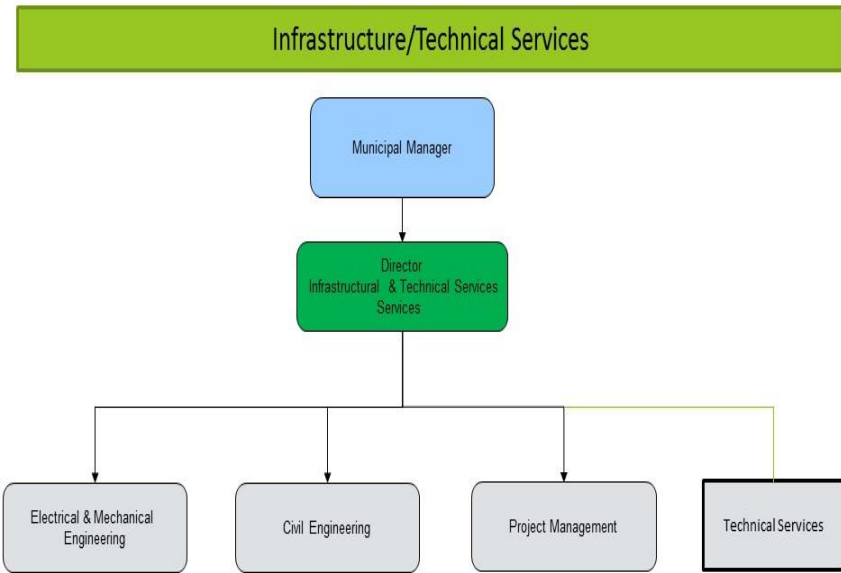 Infrastructure/Technical Services
Municipal Manager
Director
Infrastructural & Technical Services
Services
Electrical & Mechanical
Engineering
Civil Engineering
Project Management
Technical Services